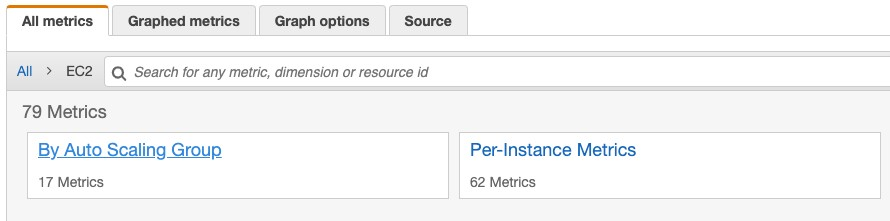 All metrics Graphed metrics Graph options Source
All > EC2 Search for any metric, dimension or resource id
79 Metrics
By Auto Scaling Group Per-Instance Metrics
17 Metrics 62 Metrics